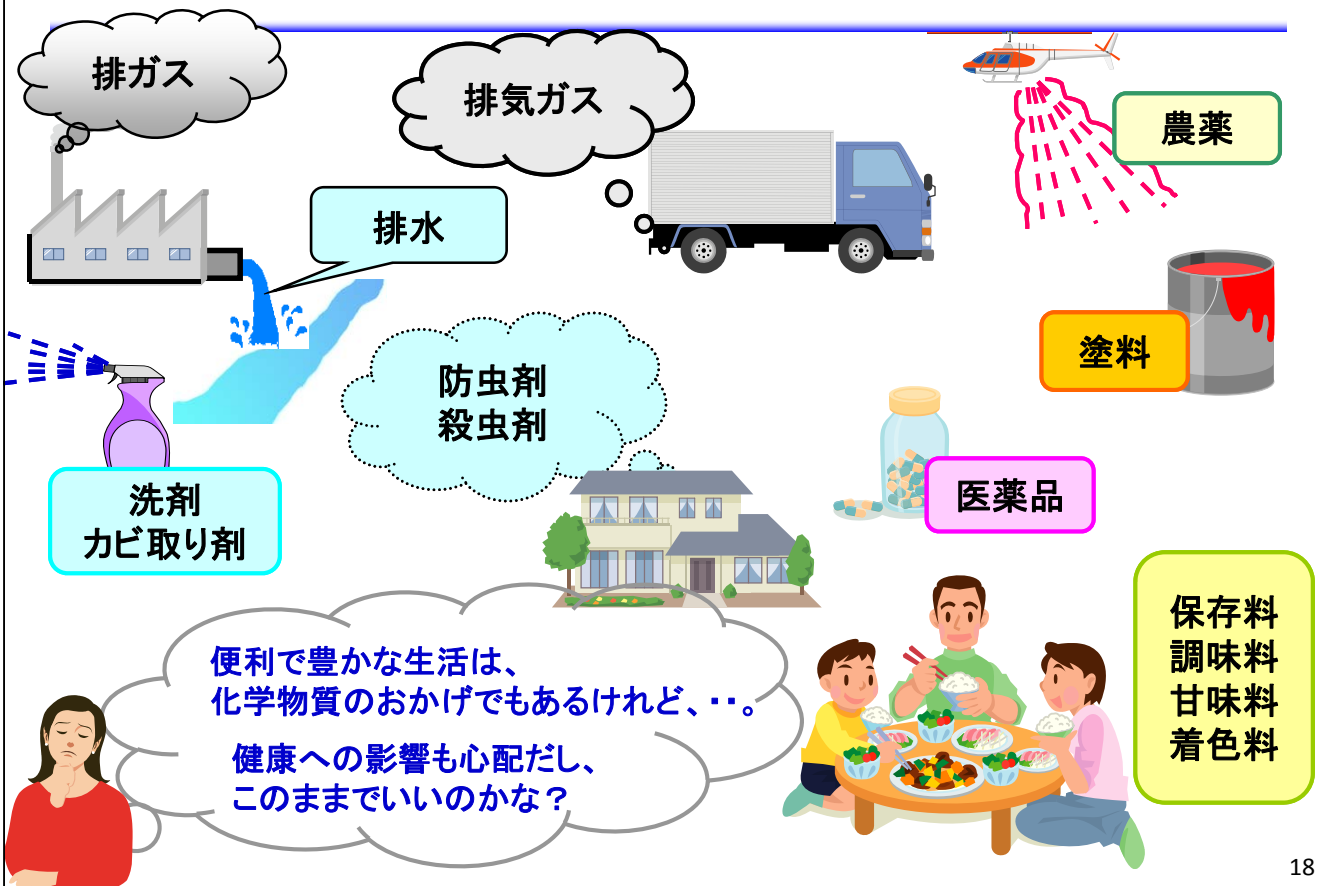 排ガス
排気ガス
農薬
排水
塗料
防虫剤
殺虫剤
医薬品
洗剤
カビ取り剤
保存料
調味料
甘味料
着色料
便利で豊かな生活は、
化学物質のおかげでもあるけれど、・・。
健康への影響も心配だし、
このままでいいのかな？
18